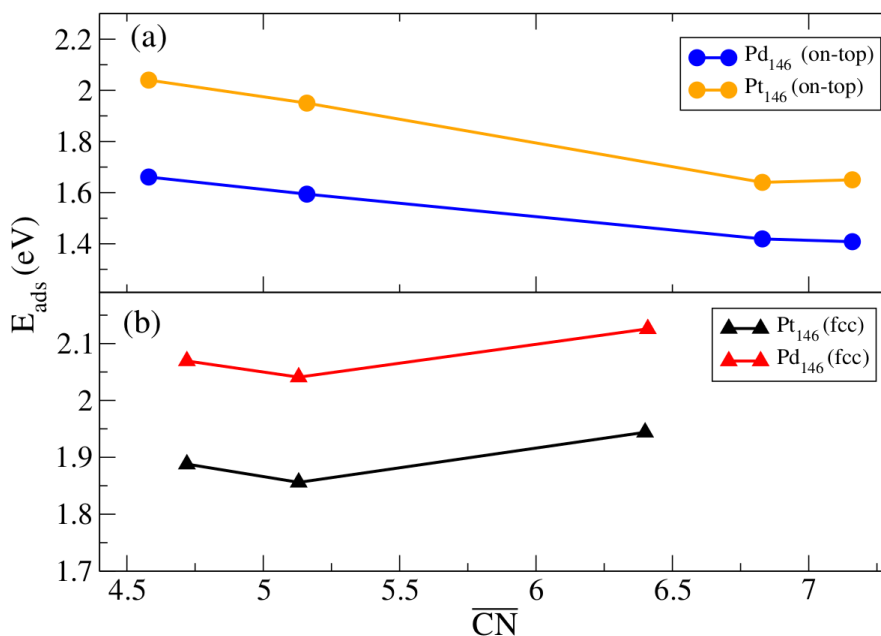 (a)
Pd146 (on-top)
Pt146 (on-top)
2.2
2
1.8
1.6
1.4
Eads (eV)
(b)
Pt146 (fcc)
Pd146 (fcc)
2.1
2
1.9
1.8
1.7
4.5 5 5.5 6 6.5 7
CN